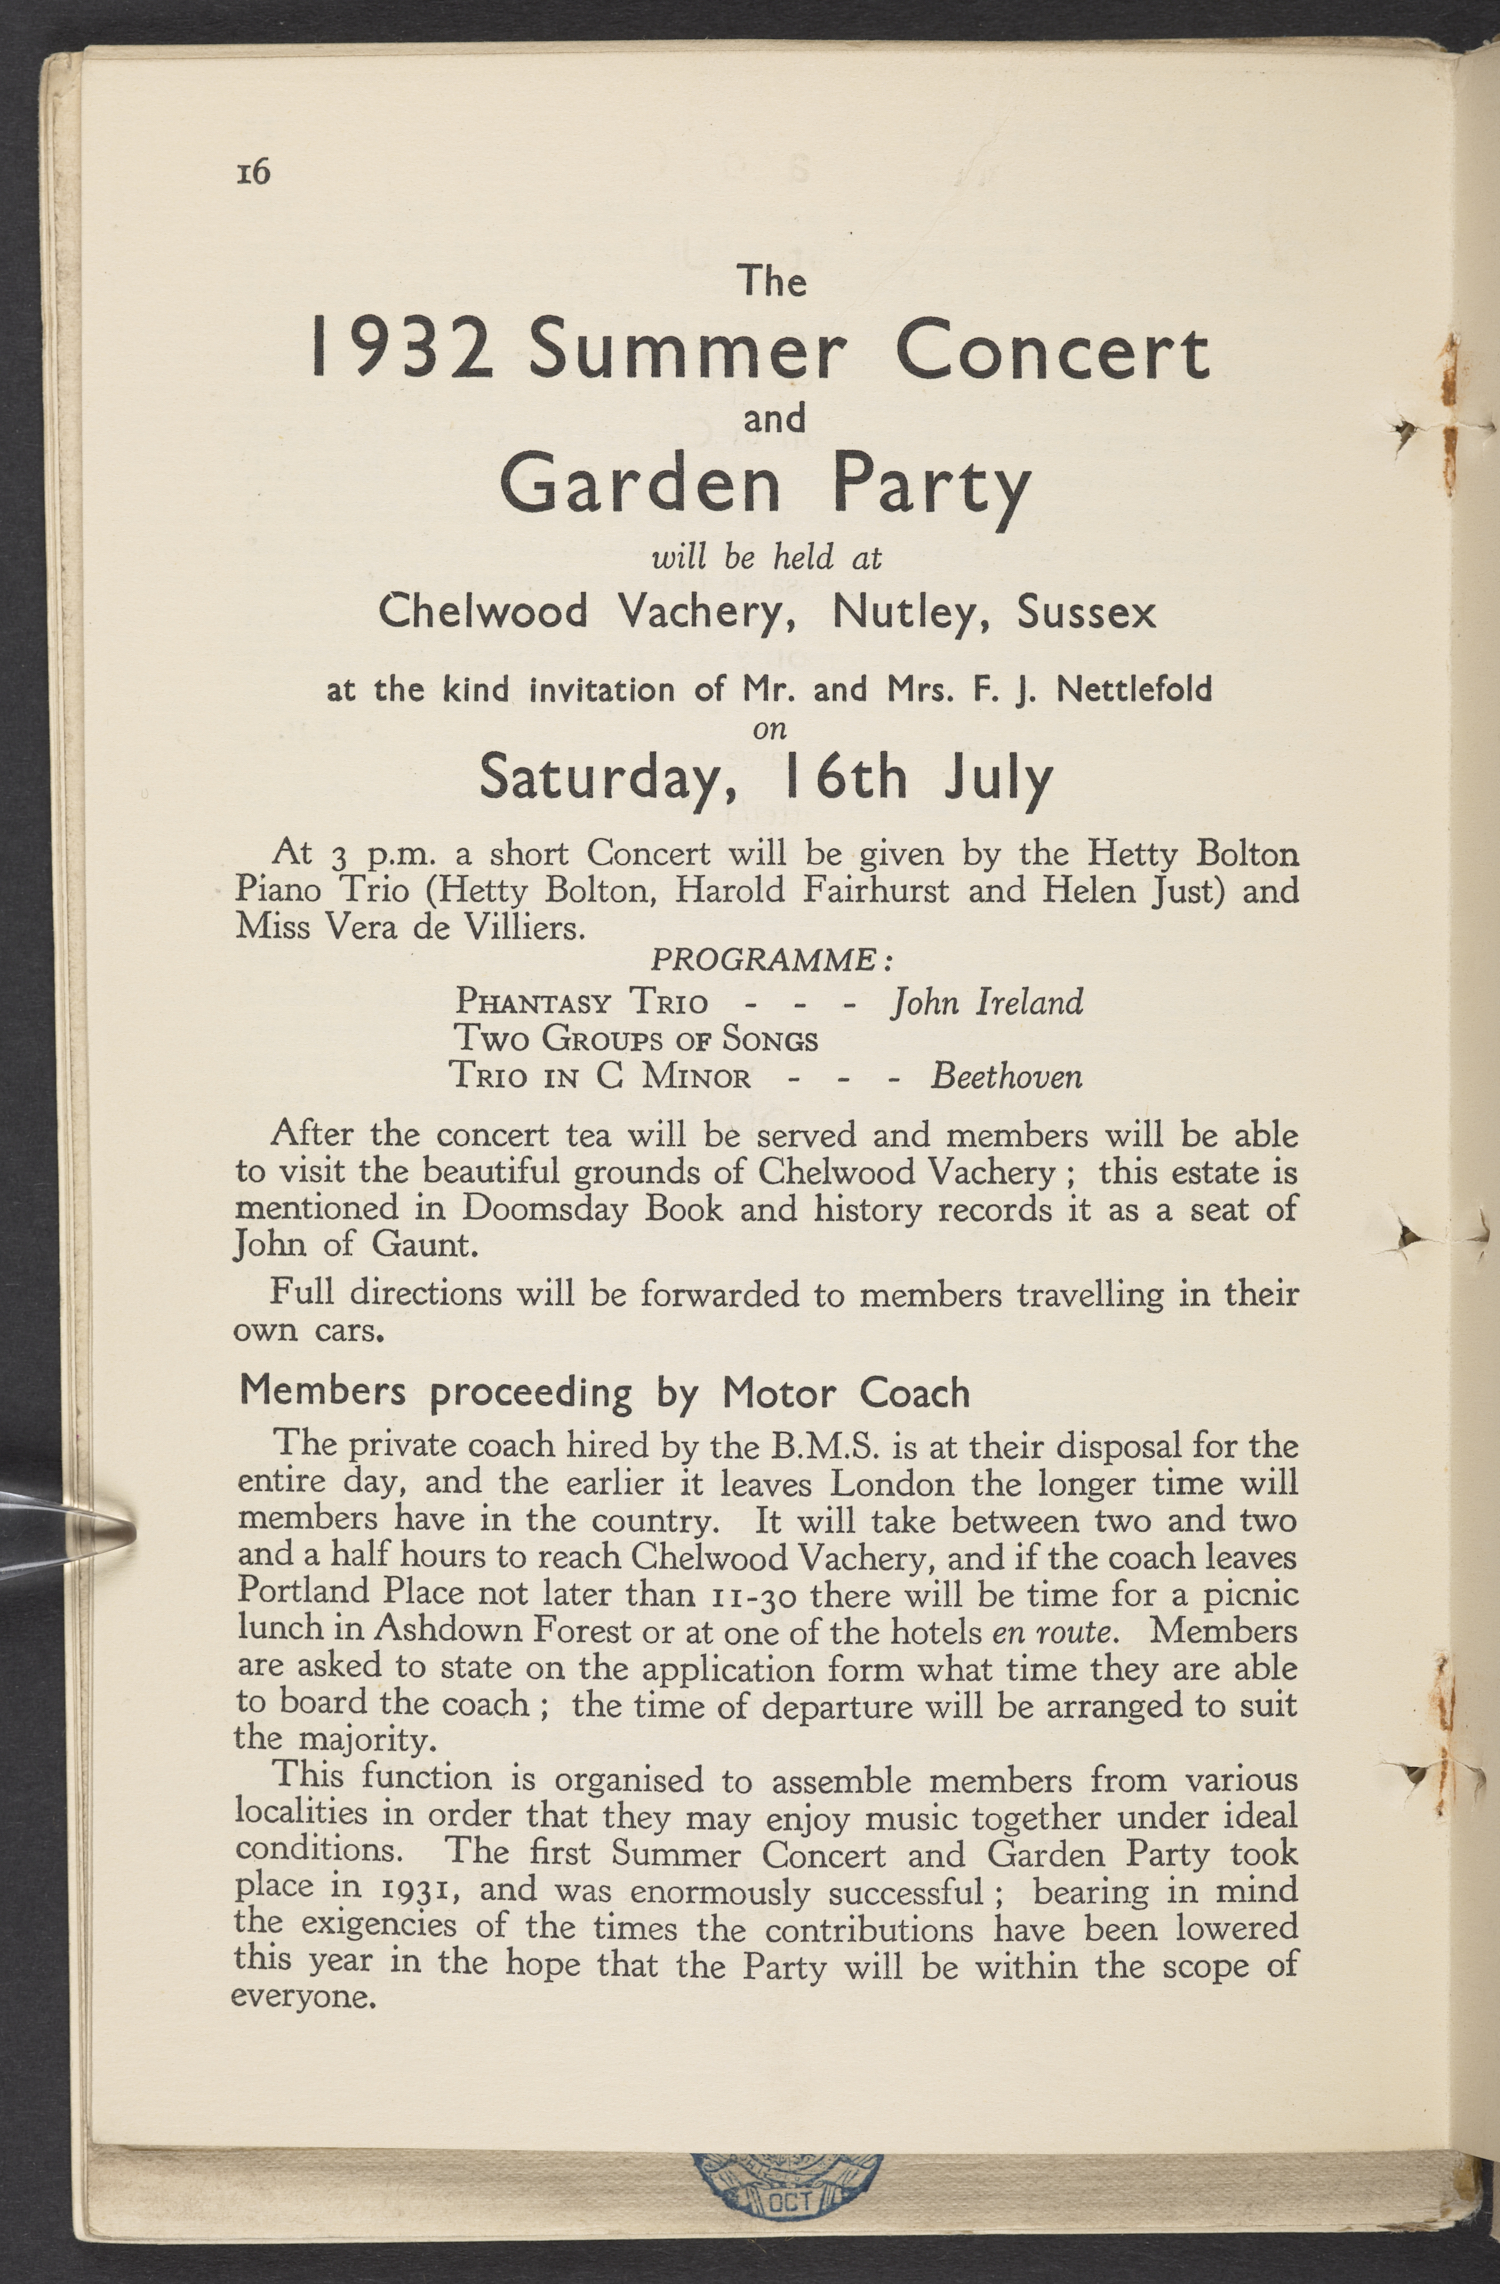 16
The
1932 Summer Concert
and
Garden Party
will be held at
Chelwood Vachery, Nutley, Sussex
at the kind invitation of Mr. and Mrs. F. J. Nettlefold
on
Saturday, 16th July
At 3 p.m. a short Concert will be given by the Hetty Bolton
Piano Trio (Hetty Bolton, Harold Fairhurst and Helen Just) and
Miss Vera de Villiers.
PROGRAMME:
PHANTASY TRIO - - - John Ireland
TWO GROUPS OF SONGS
TRIO IN C MINOR - - - Beethoven
After the concert tea will be served and members will be able
to visit the beautiful grounds of Chelwood Vachery ; this estate is
mentioned in Doomsday Book and history records it as a seat of
John of Gaunt.
Full directions will be forwarded to members travelling in their
own cars.
Members proceeding by Motor Coach
The private coach hired by the B.M.S. is at their disposal for the
entire day, and the earlier it leaves London the longer time will
members have in the country. It will take between two and two
and a half hours to reach Chelwood Vachery, and if the coach leaves
Portland Place not later than 11-30 there will be time for a picnic
lunch in Ashdown Forest or at one of the hotels en route. Members
are asked to state on the application form what time they are able
to board the coach ; the time of departure will be arranged to suit
the majority.
This function is organised to assemble members from various
localities in order that they may enjoy music together under ideal
conditions. The first Summer Concert and Garden Party took
place in 1931, and was enormously successful ; bearing in mind
the exigencies of the times the contributions have been lowered
this year in the hope that the Party will be within the scope of
everyone.
OCT